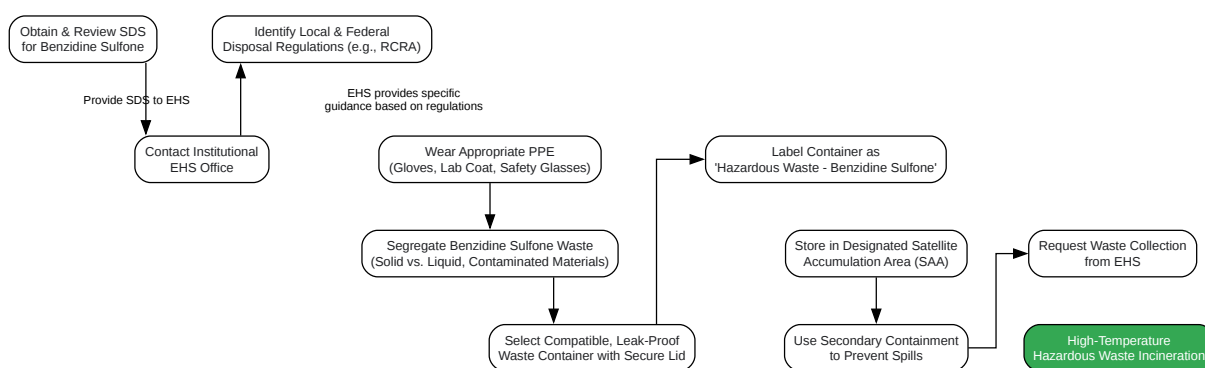 Obtain & Review SDS
for Benzidine Sulfone
Identify Local & Federal
Disposal Regulations (e.g., RCRA)
Provide SDS to EHS
EHS provides specific
guidance based on regulations
Contact Institutional
EHS Office
Wear Appropriate PPE
(Gloves, Lab Coat, Safety Glasses)
Label Container as
'Hazardous Waste - Benzidine Sulfone'
Segregate Benzidine Sulfone Waste
(Solid vs. Liquid, Contaminated Materials)
Store in Designated Satellite
Accumulation Area (SAA)
Request Waste Collection
from EHS
Select Compatible, Leak-Proof
Waste Container with Secure Lid
Use Secondary Containment
to Prevent Spills
High-Temperature
Hazardous Waste Incineration